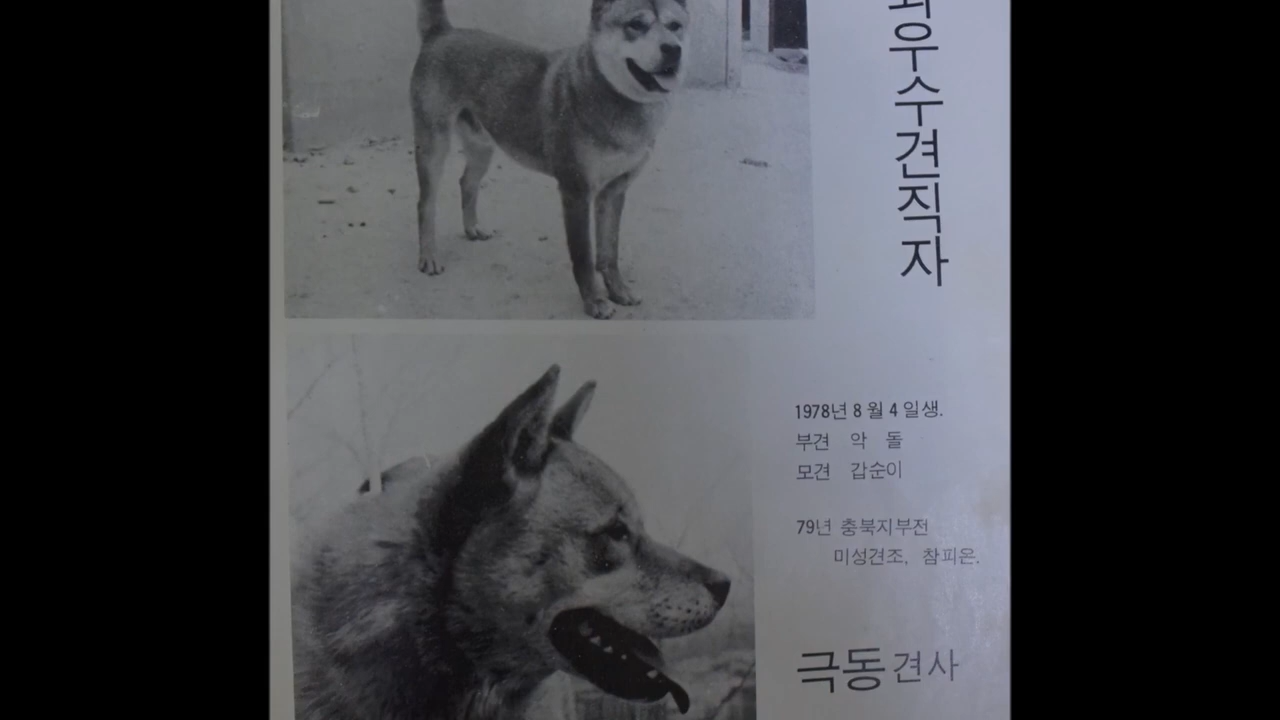 우수견직자
1978년 8월 4일생.
부견 악 돌
모견 갑순이
79년 충북지부전
미성견조, 참피온.
극동견사